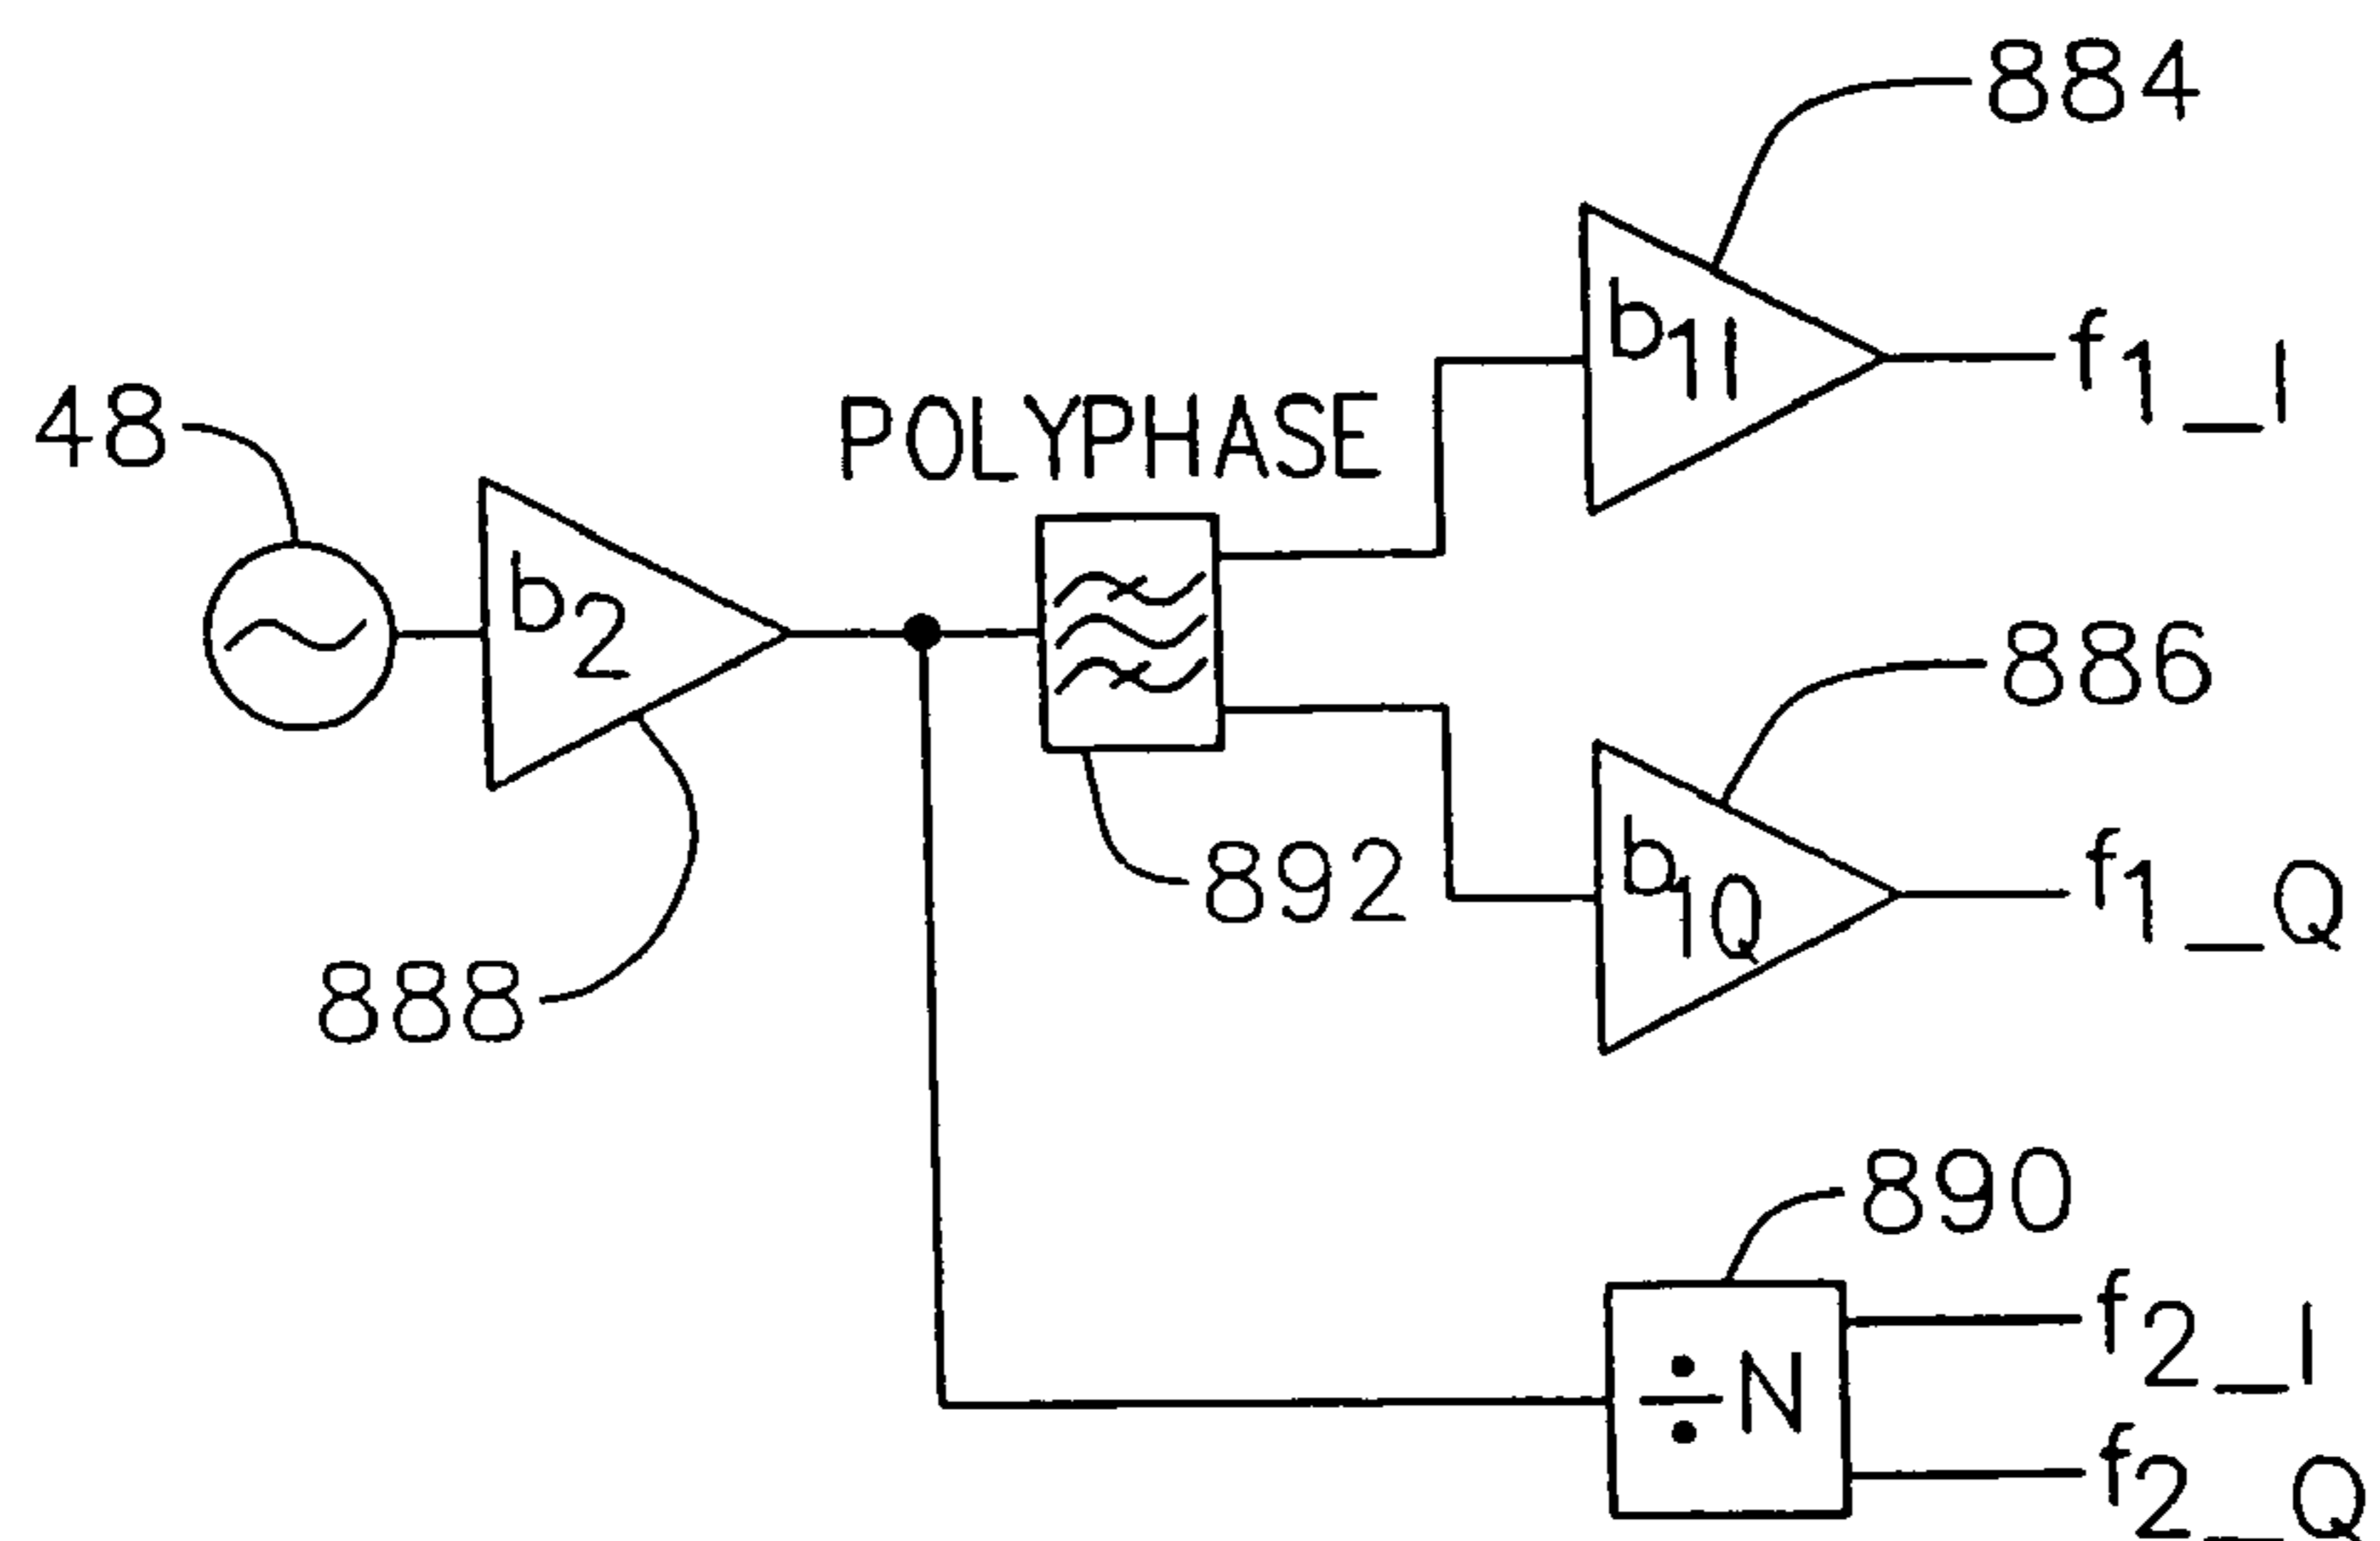 884
b1I
f1_I
48
POLYPHASE
b2
886
b1Q
f1_Q
892
888
890
÷N
f2_I
f2_Q